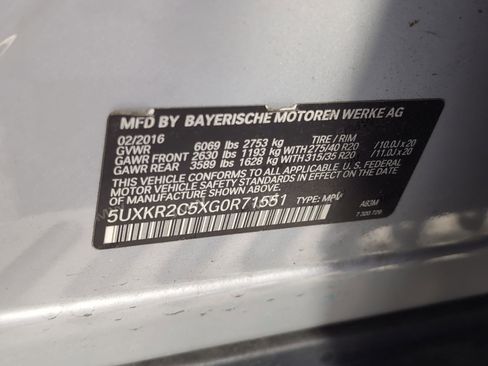 MFD BY BAYERISCHE MOTOREN WERKE AG
02/2016
GVWR 6069 lbs 2753 kg TIRE / RIM
GAWR FRONT 2630 lbs 1193 kg WITH 275/40 R20 /10.0J x 20
GAWR REAR 3589 lbs 1628 kg WITH 315/35 R20 /11.0J x 20
THIS VEHICLE CONFORMS TO ALL APPLICABLE U.S. FEDERAL
MOTOR VEHICLE SAFETY STANDARDS IN EFFECT ON THE
DATE OF MANUFACTURE SHOWN ABOVE.
5UXKR2C5XG0R71551 TYPE: MPV A83M
7 320 720